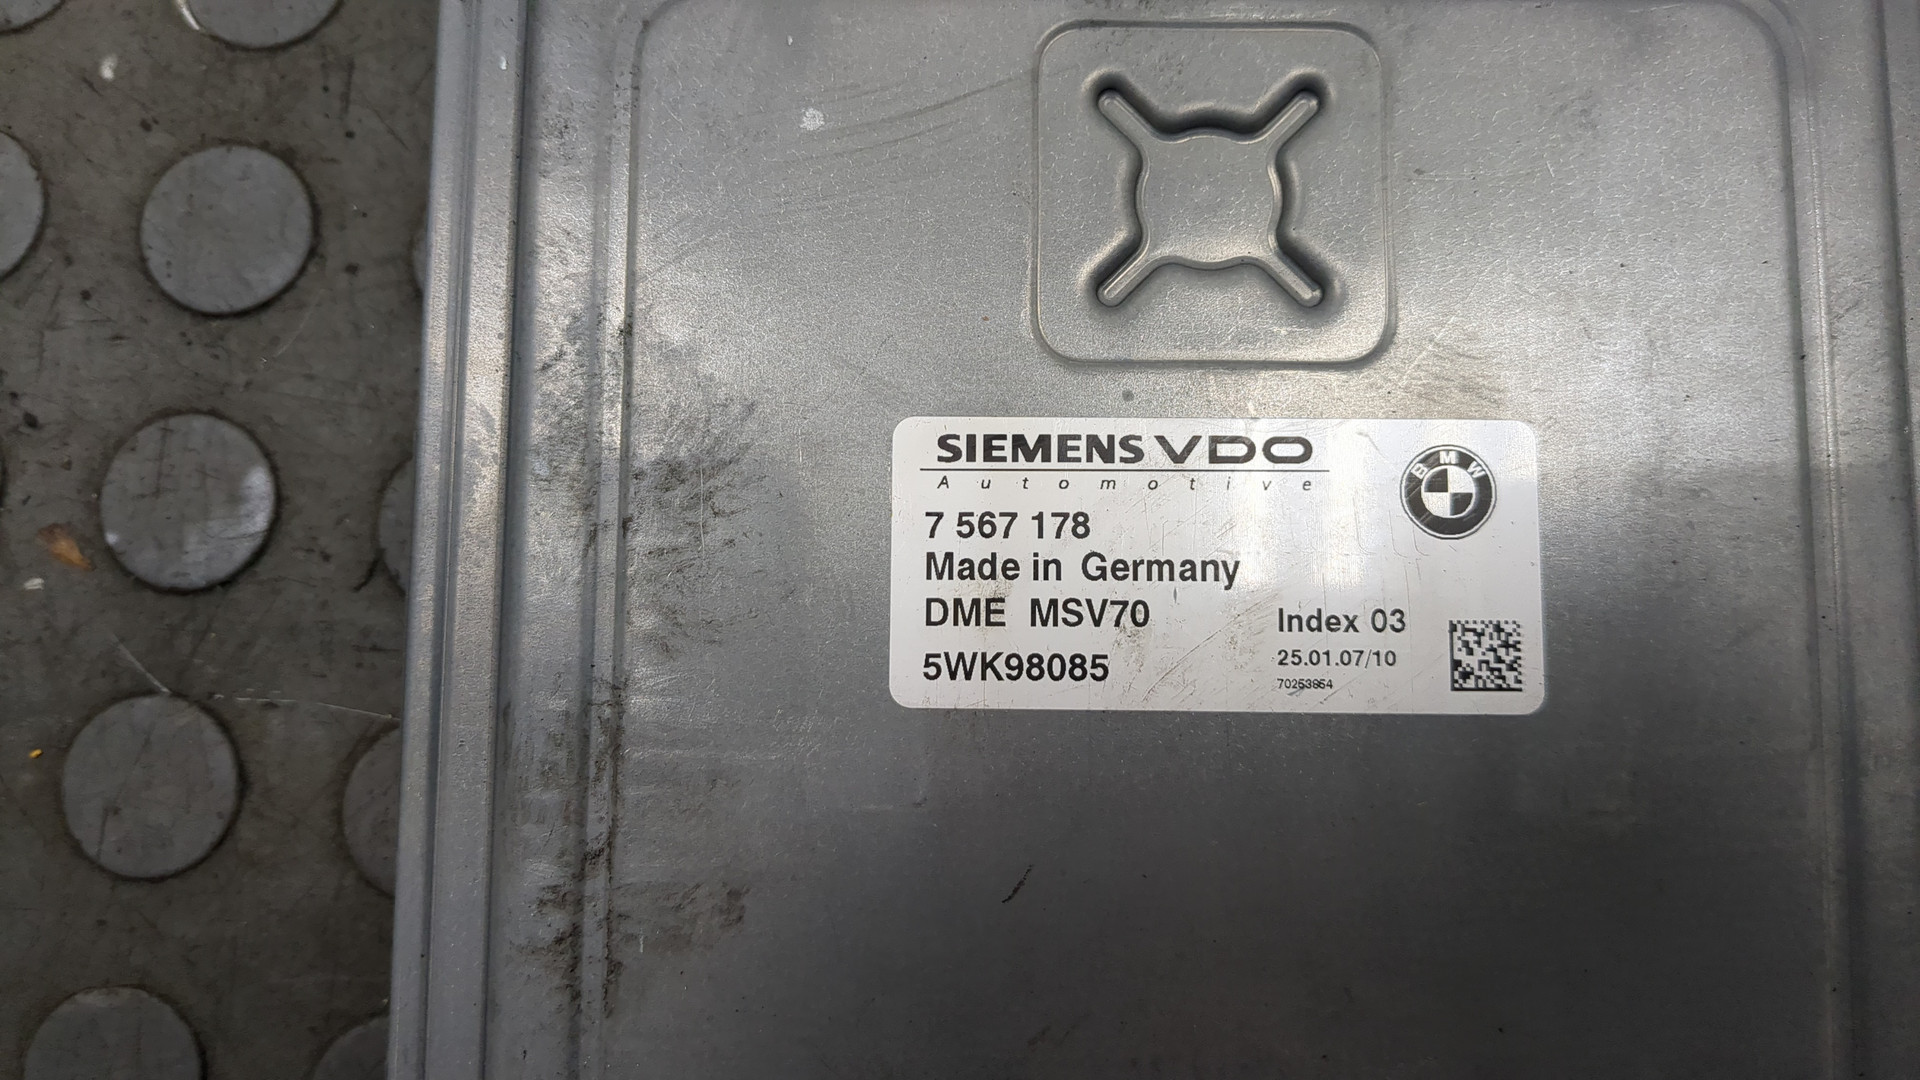 SIEMENS VDO
Automotive
BMW
7 567 178
Made in Germany
DME MSV70
Index 03
25.01.07/10
5WK98085
70253854